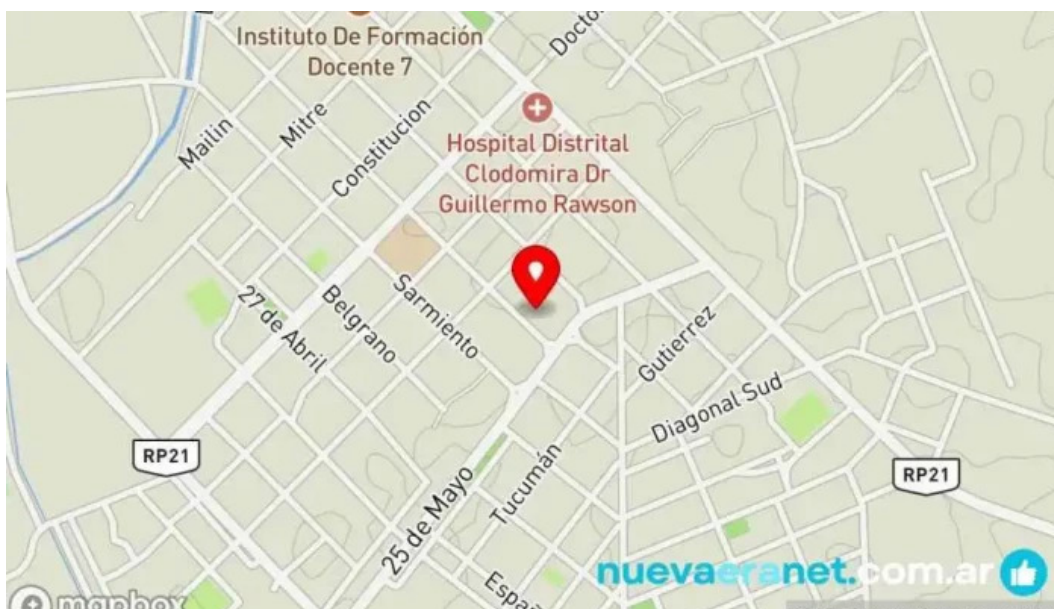 Instituto De Formación
Docente 7
Mailin
Mitre
Constitucion
Hospital Distrital
Clodomira Dr
Guillermo Rawson
27 de Abril
Belgrano
Sarmiento
Gutierrez
Diagonal Sud
RP21
RP21
25 de Mayo
Tucumán
nuevaeranet.com.ar
mapbox